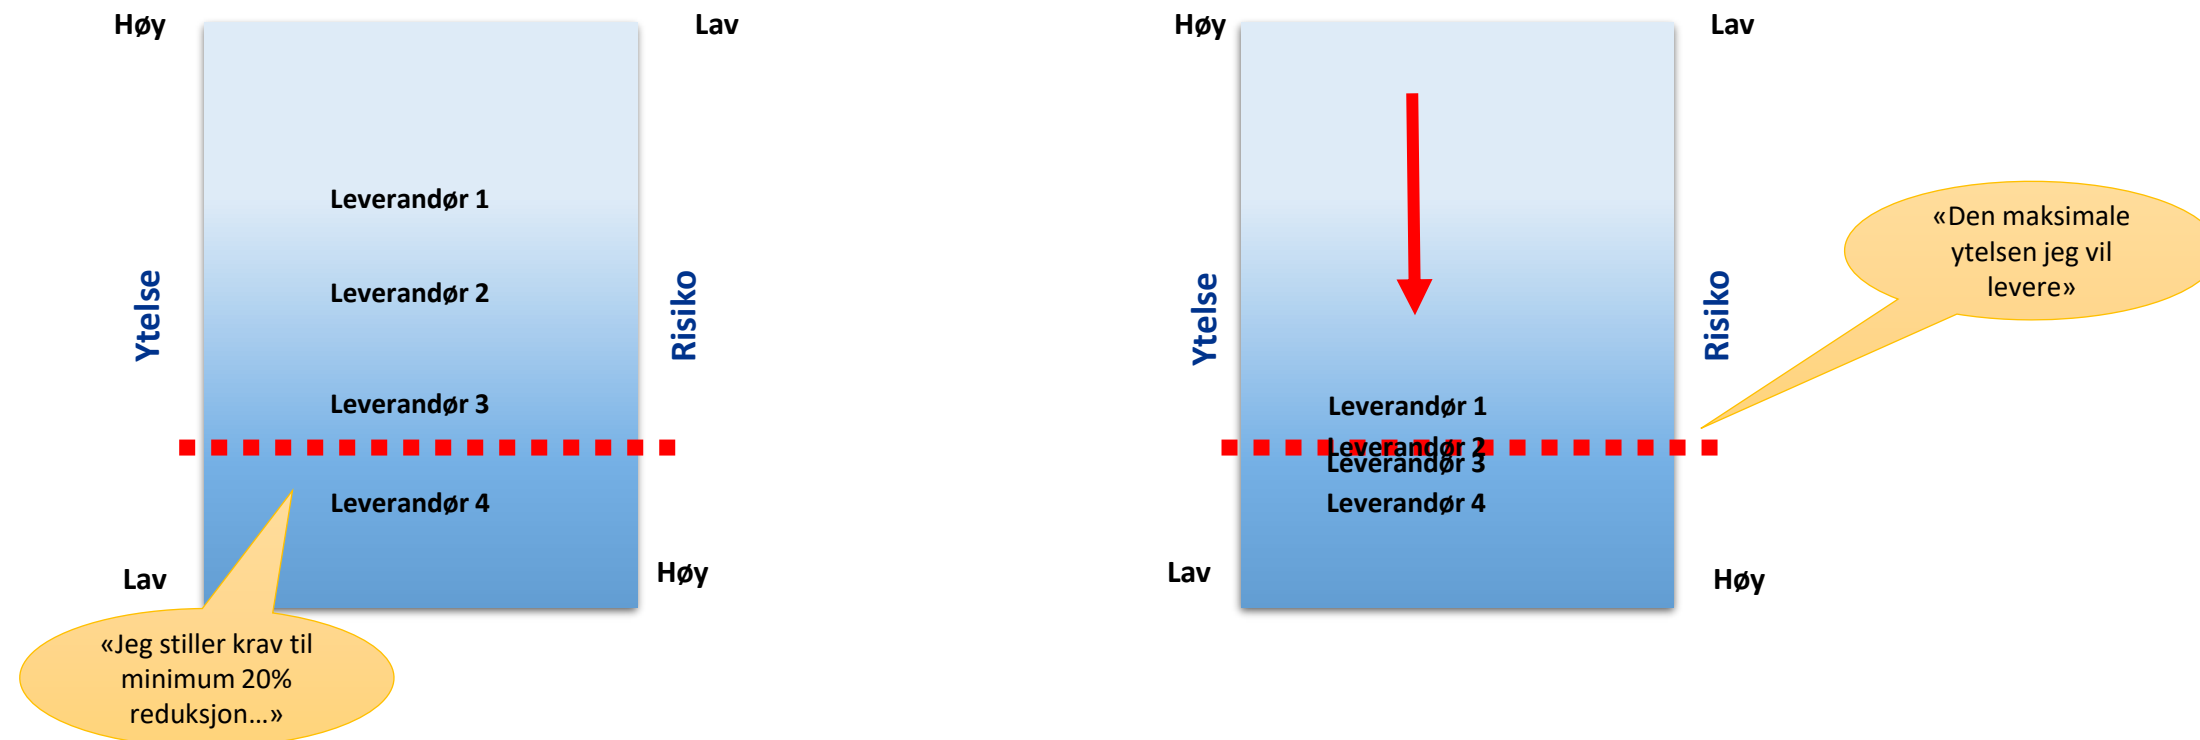 Høy
Lav
Leverandør 1
Leverandør 2
Ytelse
Risiko
Leverandør 3
Leverandør 4
Lav
Høy
«Jeg stiller krav til
minimum 20%
reduksjon…»
Høy
Lav
«Den maksimale
ytelsen jeg vil
levere»
Ytelse
Risiko
Leverandør 1
Leverandør 2
Leverandør 3
Leverandør 4
Lav
Høy